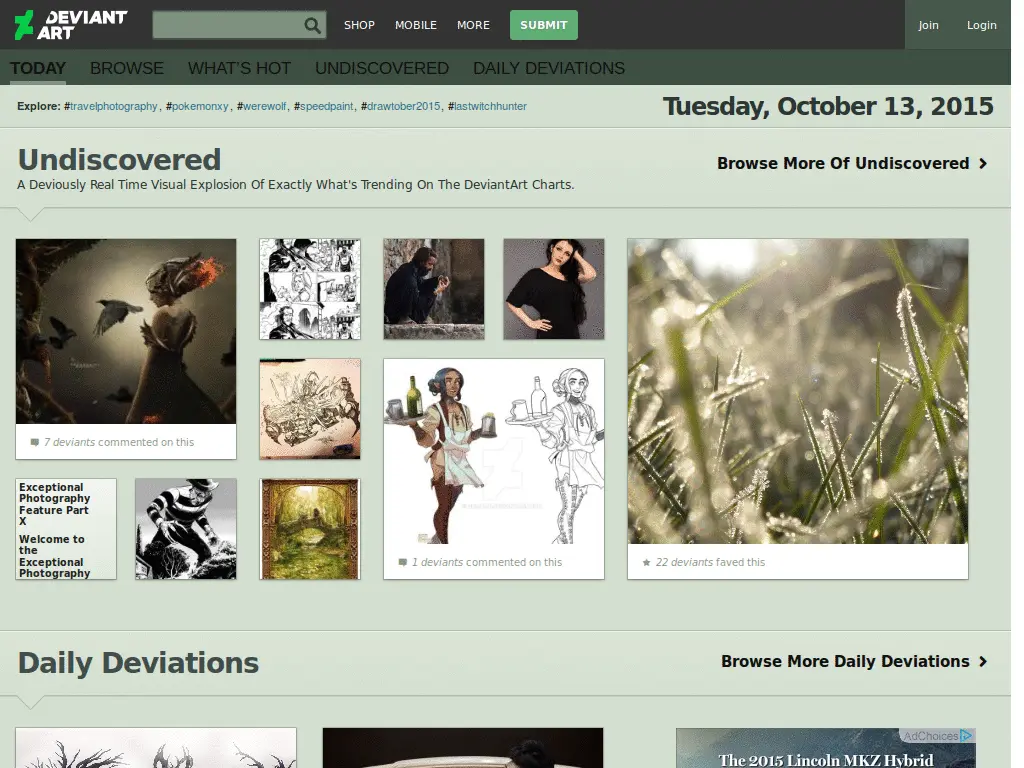 DEVIANT ART
SHOP
MOBILE
MORE
SUBMIT
Join
Login
TODAY
BROWSE
WHAT'S HOT
UNDISCOVERED
DAILY DEVIATIONS
Explore: #travelphotography, #pokemonxy, #werewolf, #speedpaint, #drawtober2015, #lastwitchhunter
Tuesday, October 13, 2015
Undiscovered
Browse More Of Undiscovered
A Deviously Real Time Visual Explosion Of Exactly What's Trending On The DeviantArt Charts.
7 deviants commented on this
Exceptional
Photography
Feature Part
X
Welcome to
the
Exceptional
Photography
1 deviants commented on this
22 deviants faved this
Daily Deviations
Browse More Daily Deviations
AdChoices
The 2015 Lincoln MKZ Hybrid